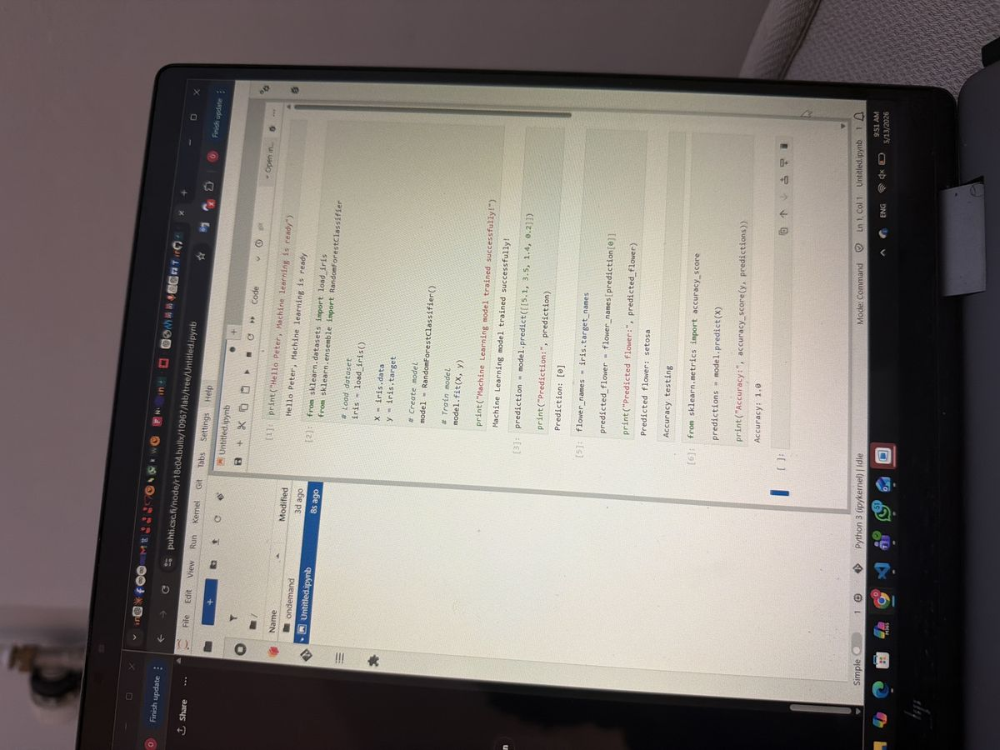 Finish update
Share
puhti.csc.fi/node/r18c04.bullx/10967/lab/tree/Untitled.ipynb
Finish update
File Edit View Run Kernel Git Tabs Settings Help
/
Name Modified
ondemand 3d ago
Untitled.ipynb 8s ago
Untitled.ipynb
Code git Open in...
[1]: print("Hello Peter, Machine learning is ready")
Hello Peter, Machine learning is ready
[2]: from sklearn.datasets import load_iris
from sklearn.ensemble import RandomForestClassifier
# Load dataset
iris = load_iris()
X = iris.data
y = iris.target
# Create model
model = RandomForestClassifier()
# Train model
model.fit(X, y)
print("Machine Learning model trained successfully!")
Machine Learning model trained successfully!
[3]: prediction = model.predict([[5.1, 3.5, 1.4, 0.2]])
print("Prediction:", prediction)
Prediction: [0]
[5]: flower_names = iris.target_names
predicted_flower = flower_names[prediction[0]]
print("Predicted flower:", predicted_flower)
Predicted flower: setosa
Accuracy testing
[6]: from sklearn.metrics import accuracy_score
predictions = model.predict(X)
print("Accuracy:", accuracy_score(y, predictions))
Accuracy: 1.0
[ ]:
Simple 1 Python 3 (ipykernel) | Idle Mode: Command Ln 1, Col 1 Untitled.ipynb 1
ENG 9:51 AM
5/13/2026
hp